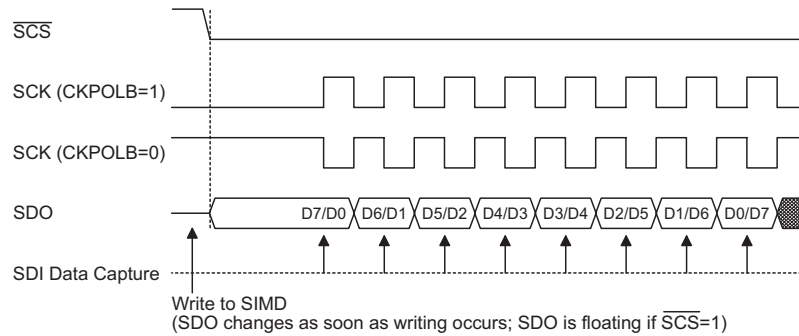 SCS
SCK (CKPOLB=1)
SCK (CKPOLB=0)
SDO
D7/D0 D6/D1 D5/D2 D4/D3 D3/D4 D2/D5 D1/D6 D0/D7
SDI Data Capture
Write to SIMD
(SDO changes as soon as writing occurs; SDO is floating if SCS=1)